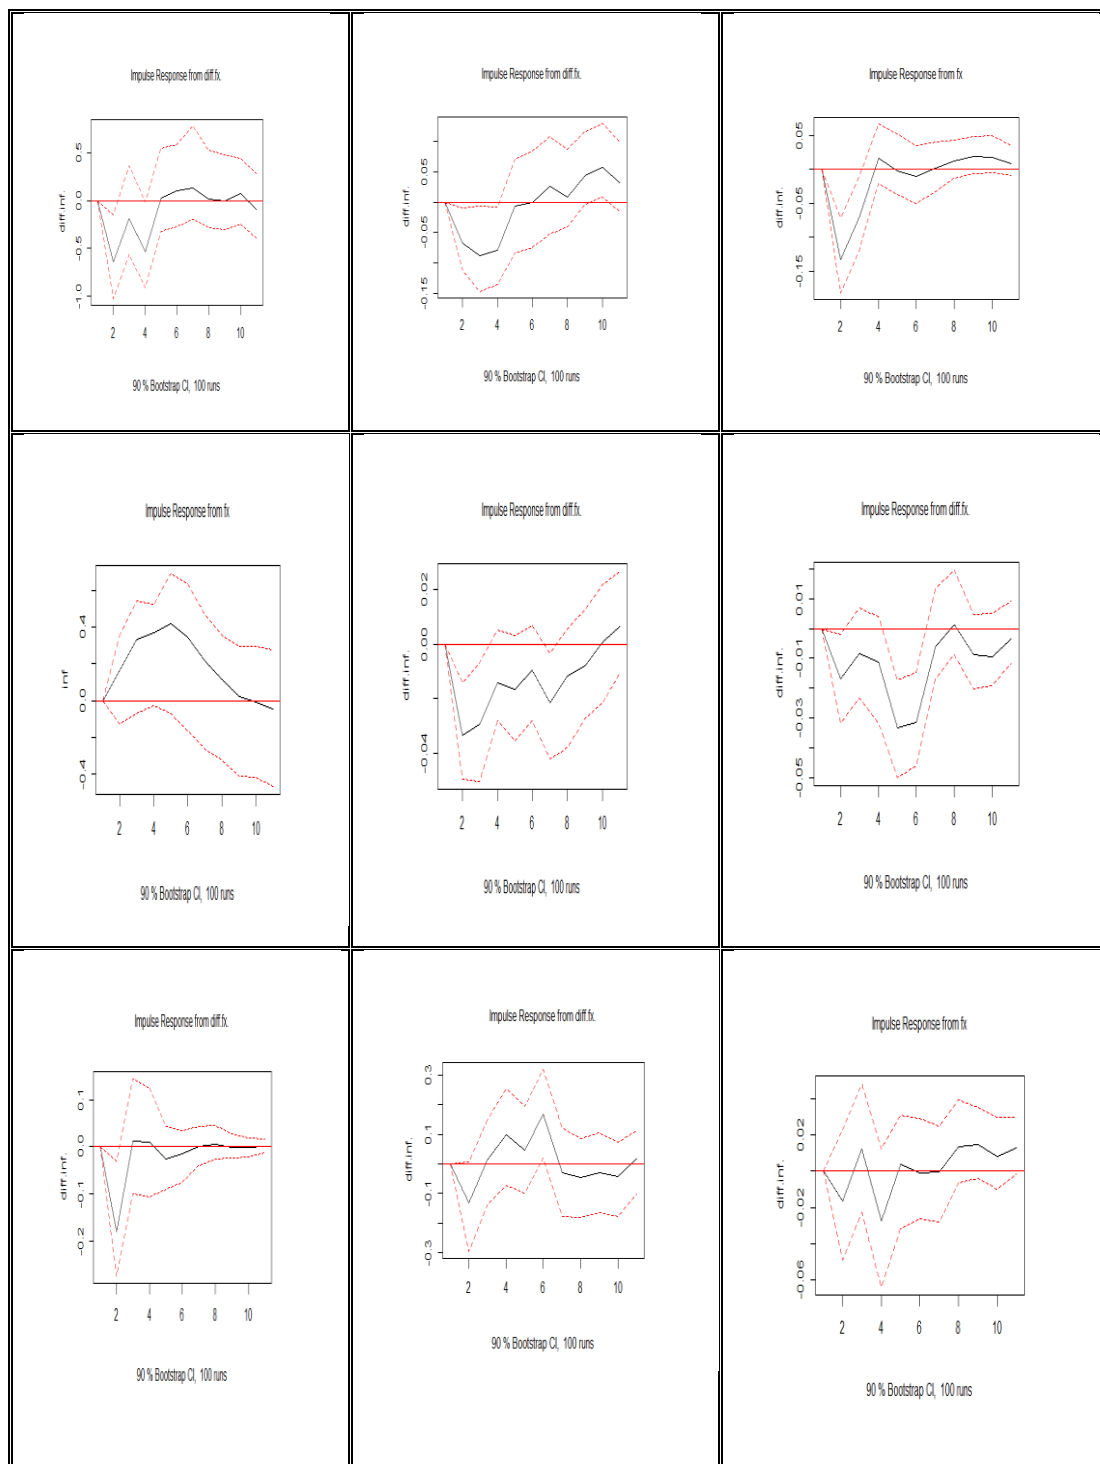 Impulse Response from diff.fx.
diff.inf.
0.5
0.0
-0.5
-1.0
2 4 6 8 10
90 % Bootstrap CI, 100 runs
Impulse Response from diff.fx.
diff.inf.
0.05
-0.05
-0.15
2 4 6 8 10
90 % Bootstrap CI, 100 runs
Impulse Response from fx
diff.inf.
0.05
-0.05
-0.15
2 4 6 8 10
90 % Bootstrap CI, 100 runs
Impulse Response from fx
inf
0.4
0.0
-0.4
2 4 6 8 10
90 % Bootstrap CI, 100 runs
Impulse Response from diff.fx.
diff.inf.
0.02
0.00
-0.04
2 4 6 8 10
90 % Bootstrap CI, 100 runs
Impulse Response from diff.fx.
diff.inf.
0.01
-0.01
-0.03
-0.05
2 4 6 8 10
90 % Bootstrap CI, 100 runs
Impulse Response from diff.fx.
diff.inf.
0.1
0.0
-0.1
-0.2
2 4 6 8 10
90 % Bootstrap CI, 100 runs
Impulse Response from diff.fx.
diff.inf.
0.3
0.1
-0.1
-0.3
2 4 6 8 10
90 % Bootstrap CI, 100 runs
Impulse Response from fx
diff.inf.
0.02
-0.02
-0.06
2 4 6 8 10
90 % Bootstrap CI, 100 runs